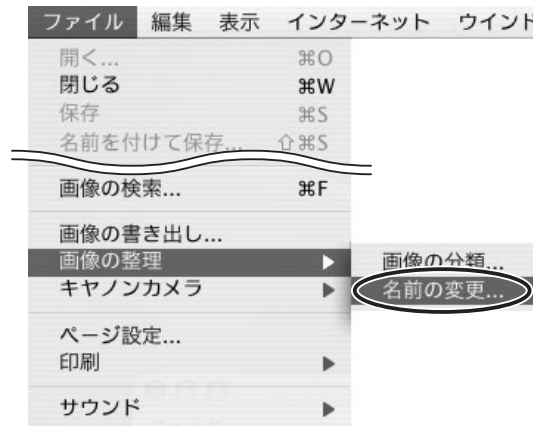 ファイル 編集 表示 インターネット ウインド
開く... ⌘O
閉じる ⌘W
保存 ⌘S
名前を付けて保存... ⇧⌘S
画像の検索... ⌘F
画像の書き出し...
画像の整理 ▶ 画像の分類...
キヤノンカメラ ▶ 名前の変更...
ページ設定...
印刷 ▶
サウンド ▶